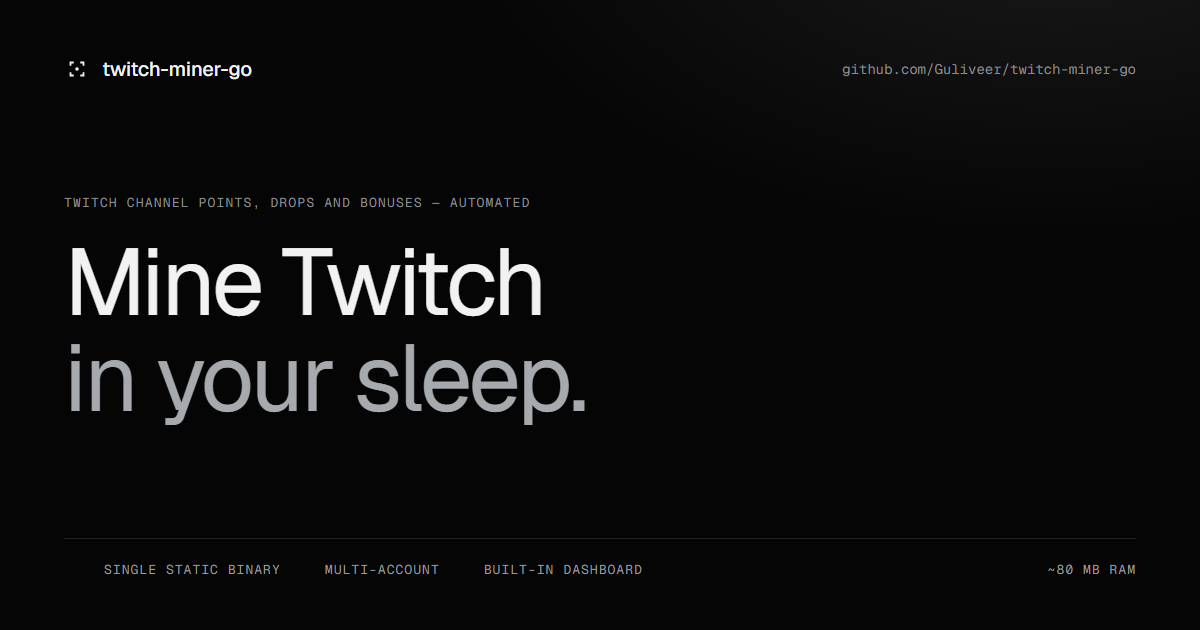 twitch-miner-go
github.com/Guliveer/twitch-miner-go
TWITCH CHANNEL POINTS, DROPS AND BONUSES — AUTOMATED
Mine Twitch
in your sleep.
SINGLE STATIC BINARY
MULTI-ACCOUNT
BUILT-IN DASHBOARD
~80 MB RAM